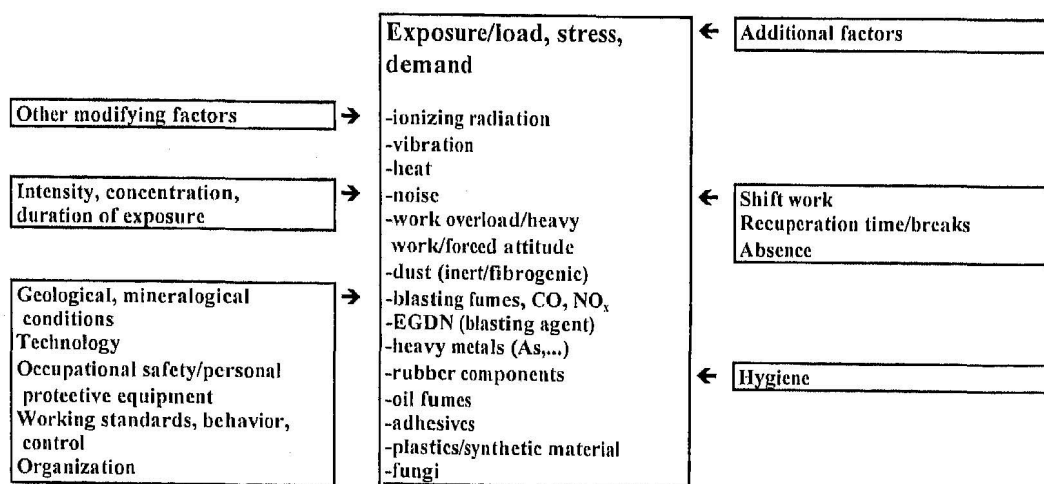 Other modifying factors
Intensity, concentration,
duration of exposure
Geological, mineralogical
conditions
Technology
Occupational safety/personal
protective equipment
Working standards, behavior,
control
Organization
Exposure/load, stress,
demand
-ionizing radiation
-vibration
-heat
-noise
-work overload/heavy
work/forced attitude
-dust (inert/fibrogenic)
-blasting fumes, CO, NOₓ
-EGDN (blasting agent)
-heavy metals (As,...)
-rubber components
-oil fumes
-adhesives
-plastics/synthetic material
-fungi
Additional factors
Shift work
Recuperation time/breaks
Absence
Hygiene